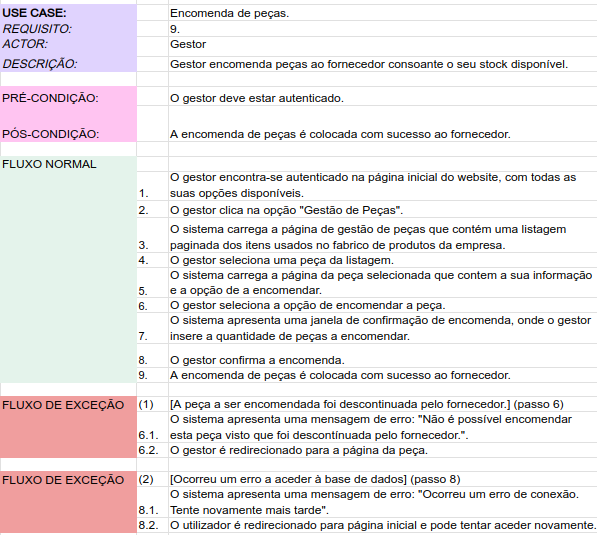 USE CASE: Encomenda de peças.
REQUISITO: 9.
ACTOR: Gestor
DESCRIÇÃO: Gestor encomenda peças ao fornecedor consoante o seu stock disponível.
PRÉ-CONDIÇÃO: O gestor deve estar autenticado.
PÓS-CONDIÇÃO: A encomenda de peças é colocada com sucesso ao fornecedor.
FLUXO NORMAL
O gestor encontra-se autenticado na página inicial do website, com todas as
1. suas opções disponíveis.
2. O gestor clica na opção "Gestão de Peças".
O sistema carrega a página de gestão de peças que contém uma listagem
3. paginada dos itens usados no fabrico de produtos da empresa.
4. O gestor seleciona uma peça da listagem.
O sistema carrega a página da peça selecionada que contem a sua informação
5. e a opção de a encomendar.
6. O gestor seleciona a opção de encomendar a peça.
O sistema apresenta uma janela de confirmação de encomenda, onde o gestor
7. insere a quantidade de peças a encomendar.
8. O gestor confirma a encomenda.
9. A encomenda de peças é colocada com sucesso ao fornecedor.
FLUXO DE EXCEÇÃO (1) [A peça a ser encomendada foi descontinuada pelo fornecedor.] (passo 6)
O sistema apresenta uma mensagem de erro: "Não é possível encomendar
6.1. esta peça visto que foi descontínuada pelo fornecedor.".
6.2. O gestor é redirecionado para a página da peça.
FLUXO DE EXCEÇÃO (2) [Ocorreu um erro a aceder à base de dados] (passo 8)
O sistema apresenta uma mensagem de erro: "Ocorreu um erro de conexão.
8.1. Tente novamente mais tarde".
8.2. O utilizador é redirecionado para página inicial e pode tentar aceder novamente.